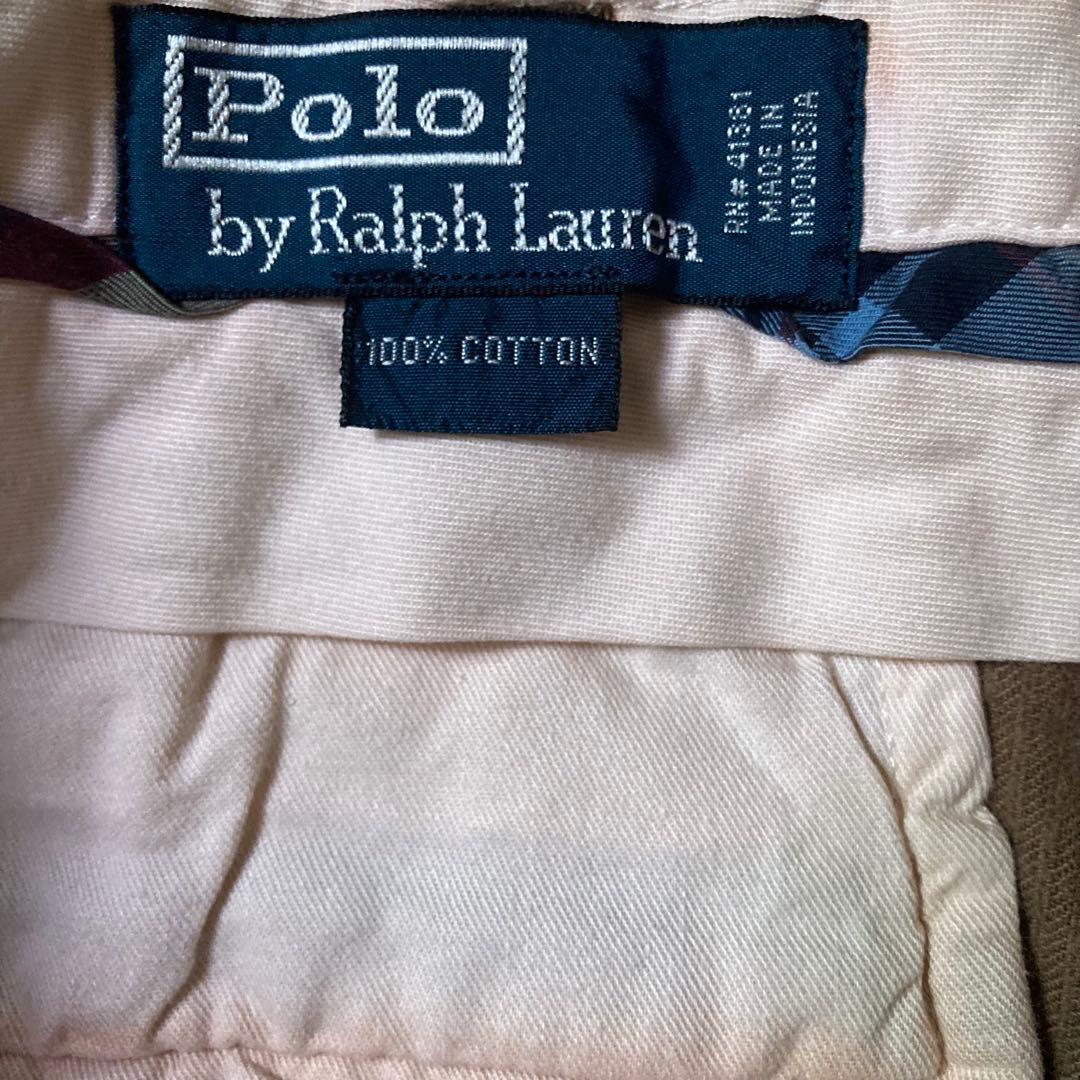 Polo
by Ralph Lauren
RN# 41381
MADE IN
INDONESIA
100% COTTON